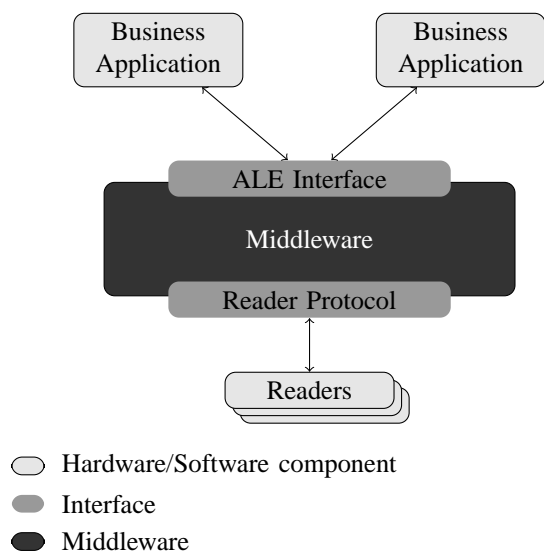 Business
Application
Business
Application
ALE Interface
Middleware
Reader Protocol
Readers
Hardware/Software component
Interface
Middleware